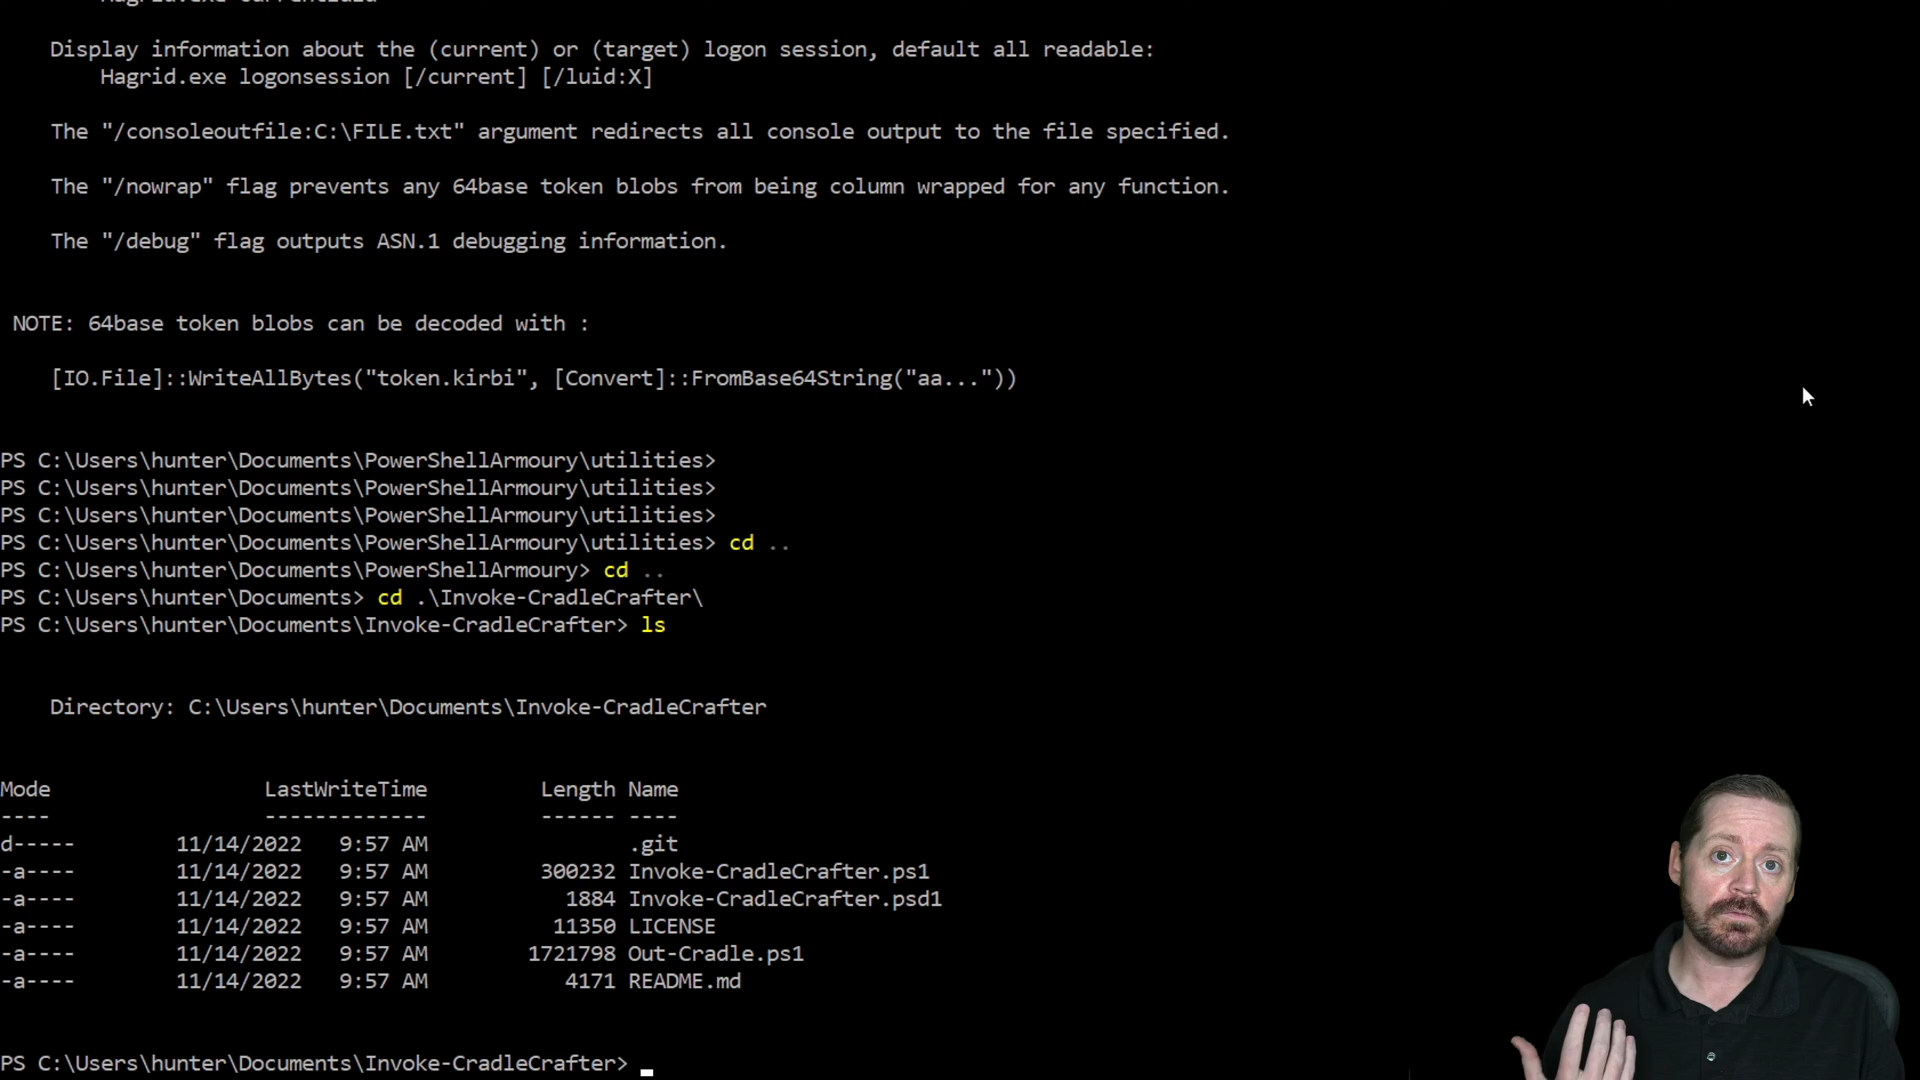 Display information about the (current) or (target) logon session, default all readable:
Hagrid.exe logonsession [/current] [/luid:X]
The "/consoleoutfile:C:\FILE.txt" argument redirects all console output to the file specified.
The "/nowrap" flag prevents any 64base token blobs from being column wrapped for any function.
The "/debug" flag outputs ASN.1 debugging information.
NOTE: 64base token blobs can be decoded with :
[IO.File]::WriteAllBytes("token.kirbi", [Convert]::FromBase64String("aa..."))
PS C:\Users\hunter\Documents\PowerShellArmoury\utilities>
PS C:\Users\hunter\Documents\PowerShellArmoury\utilities>
PS C:\Users\hunter\Documents\PowerShellArmoury\utilities>
PS C:\Users\hunter\Documents\PowerShellArmoury\utilities> cd ..
PS C:\Users\hunter\Documents\PowerShellArmoury> cd ..
PS C:\Users\hunter\Documents> cd .\Invoke-CradleCrafter\
PS C:\Users\hunter\Documents\Invoke-CradleCrafter> ls
Directory: C:\Users\hunter\Documents\Invoke-CradleCrafter
Mode LastWriteTime Length Name
---- ------------- ------ ----
d----- 11/14/2022 9:57 AM .git
-a---- 11/14/2022 9:57 AM 300232 Invoke-CradleCrafter.ps1
-a---- 11/14/2022 9:57 AM 1884 Invoke-CradleCrafter.psd1
-a---- 11/14/2022 9:57 AM 11350 LICENSE
-a---- 11/14/2022 9:57 AM 1721798 Out-Cradle.ps1
-a---- 11/14/2022 9:57 AM 4171 README.md
PS C:\Users\hunter\Documents\Invoke-CradleCrafter>